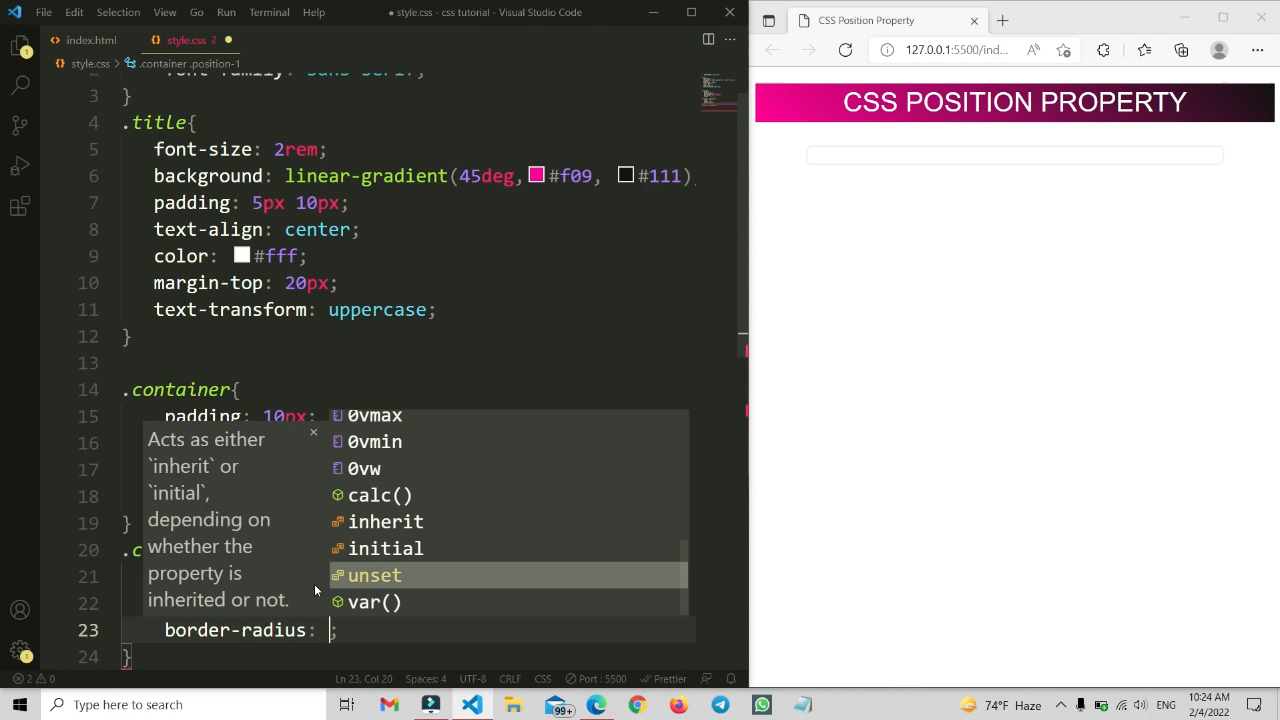 File Edit Selection View Go Run Terminal Help
● style.css - css tutorial - Visual Studio Code
index.html
style.css 2
style.css > .container .position-1
3 }
4 .title{
5 font-size: 2rem;
6 background: linear-gradient(45deg, #f09, #111)
7 padding: 5px 10px;
8 text-align: center;
9 color: #fff;
10 margin-top: 20px;
11 text-transform: uppercase;
12 }
13
14 .container{
15 padding: 10px;
16
17
18
19 }
20 .c
21
22
23 border-radius: ;
24 }
Acts as either
`inherit` or
`initial`,
depending on
whether the
property is
inherited or not.
×
0vmax
0vmin
0vw
calc()
inherit
initial
unset
var()
2 0
Ln 23, Col 20 Spaces: 4 UTF-8 CRLF CSS Port : 5500 Prettier
CSS Position Property
127.0.0.1:5500/ind...
CSS POSITION PROPERTY
Type here to search
99+
74°F Haze
ENG
10:24 AM
2/4/2022